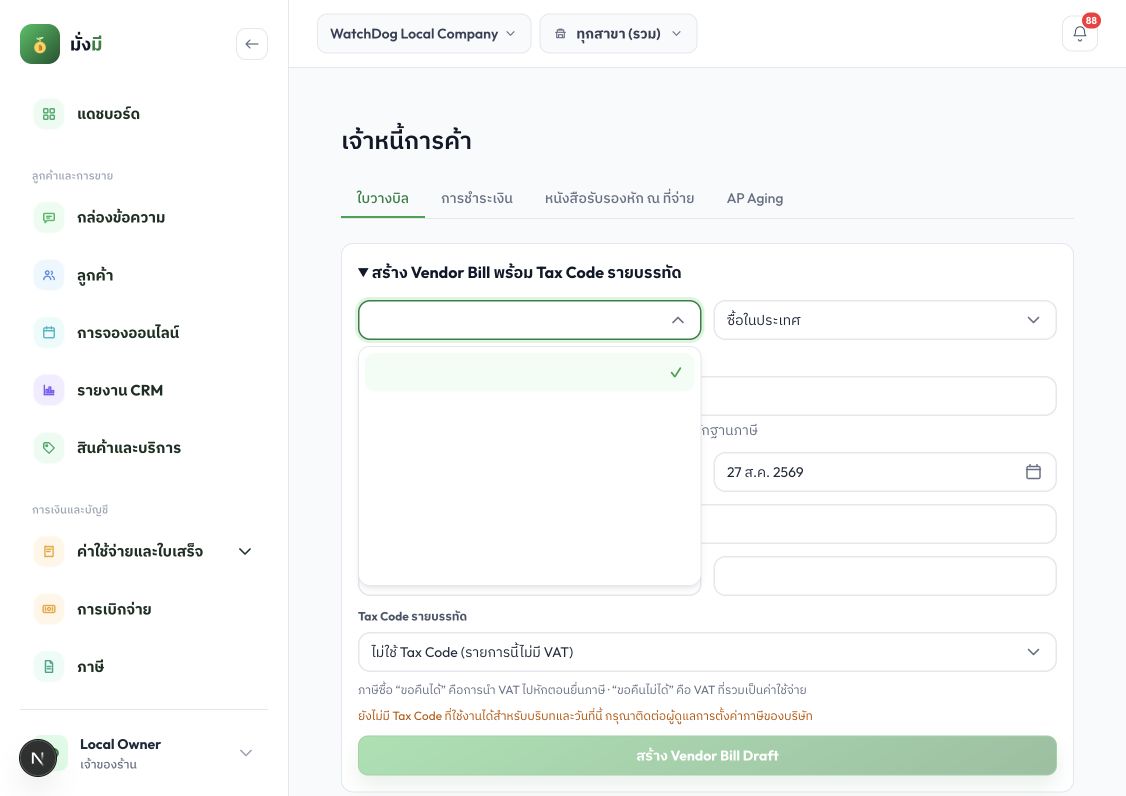 มั่งมี
WatchDog Local Company
ทุกสาขา (รวม)
88
แดชบอร์ด
ลูกค้าและการขาย
กล่องข้อความ
ลูกค้า
การจองออนไลน์
รายงาน CRM
สินค้าและบริการ
การเงินและบัญชี
ค่าใช้จ่ายและใบเสร็จ
การเบิกจ่าย
ภาษี
N
Local Owner
เจ้าของร้าน
เจ้าหนี้การค้า
ใบวางบิล
การชำระเงิน
หนังสือรับรองหัก ณ ที่จ่าย
AP Aging
สร้าง Vendor Bill พร้อม Tax Code รายบรรทัด
ซื้อในประเทศ
ักฐานภาษี
27 ส.ค. 2569
Tax Code รายบรรทัด
ไม่ใช้ Tax Code (รายการนี้ไม่มี VAT)
ภาษีซื้อ “ขอคืนได้” คือการนำ VAT ไปหักตอนยื่นภาษี · “ขอคืนไม่ได้” คือ VAT ที่รวมเป็นค่าใช้จ่าย
ยังไม่มี Tax Code ที่ใช้งานได้สำหรับบริบทและวันที่นี้ กรุณาติดต่อผู้ดูแลการตั้งค่าภาษีของบริษัท
สร้าง Vendor Bill Draft